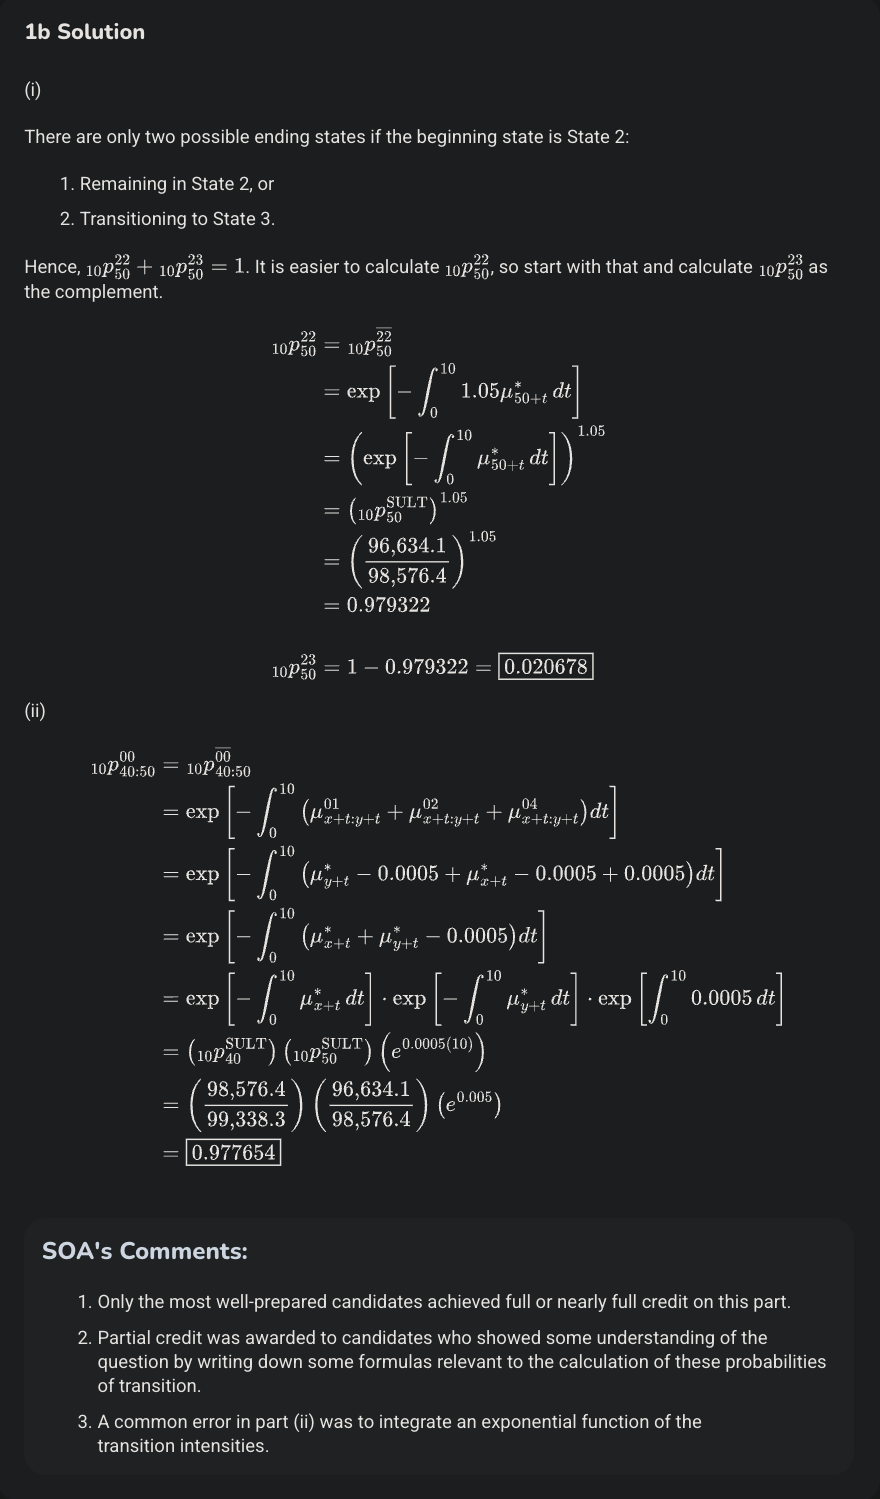 1b Solution
(i)
There are only two possible ending states if the beginning state is State 2:
1. Remaining in State 2, or
2. Transitioning to State 3.
Hence, $_{10}p_{50}^{22} + {}_{10}p_{50}^{23} = 1$. It is easier to calculate $_{10}p_{50}^{22}$, so start with that and calculate $_{10}p_{50}^{23}$ as
the complement.
$_{10}p_{50}^{22} = {}_{10}p_{50}^{\overline{22}}$
$= \exp\left[-\int_0^{10} 1.05\mu_{50+t}^* \, dt\right]$
$= \left(\exp\left[-\int_0^{10} \mu_{50+t}^* \, dt\right]\right)^{1.05}$
$= \left({}_{10}p_{50}^{\text{SULT}}\right)^{1.05}$
$= \left(\frac{96{,}634.1}{98{,}576.4}\right)^{1.05}$
$= 0.979322$
$_{10}p_{50}^{23} = 1 - 0.979322 = \boxed{0.020678}$
(ii)
$_{10}p_{40:50}^{00} = {}_{10}p_{40:50}^{\overline{00}}$
$= \exp\left[-\int_0^{10} \left(\mu_{x+t:y+t}^{01} + \mu_{x+t:y+t}^{02} + \mu_{x+t:y+t}^{04}\right) dt\right]$
$= \exp\left[-\int_0^{10} \left(\mu_{y+t}^* - 0.0005 + \mu_{x+t}^* - 0.0005 + 0.0005\right) dt\right]$
$= \exp\left[-\int_0^{10} \left(\mu_{x+t}^* + \mu_{y+t}^* - 0.0005\right) dt\right]$
$= \exp\left[-\int_0^{10} \mu_{x+t}^* \, dt\right] \cdot \exp\left[-\int_0^{10} \mu_{y+t}^* \, dt\right] \cdot \exp\left[\int_0^{10} 0.0005 \, dt\right]$
$= \left({}_{10}p_{40}^{\text{SULT}}\right) \left({}_{10}p_{50}^{\text{SULT}}\right) \left(e^{0.0005(10)}\right)$
$= \left(\frac{98{,}576.4}{99{,}338.3}\right) \left(\frac{96{,}634.1}{98{,}576.4}\right) \left(e^{0.005}\right)$
$= \boxed{0.977654}$
SOA's Comments:
1. Only the most well-prepared candidates achieved full or nearly full credit on this part.
2. Partial credit was awarded to candidates who showed some understanding of the
question by writing down some formulas relevant to the calculation of these probabilities
of transition.
3. A common error in part (ii) was to integrate an exponential function of the
transition intensities.